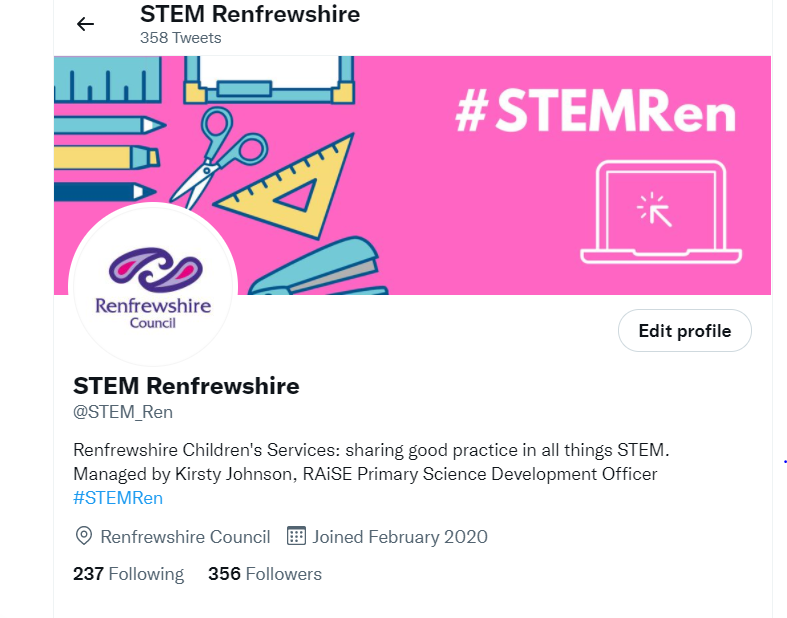 STEM Renfrewshire
358 Tweets
#STEMRen
Renfrewshire
Council
Edit profile
STEM Renfrewshire
@STEM_Ren
Renfrewshire Children's Services: sharing good practice in all things STEM.
Managed by Kirsty Johnson, RAiSE Primary Science Development Officer
#STEMRen
Renfrewshire Council Joined February 2020
237 Following 356 Followers